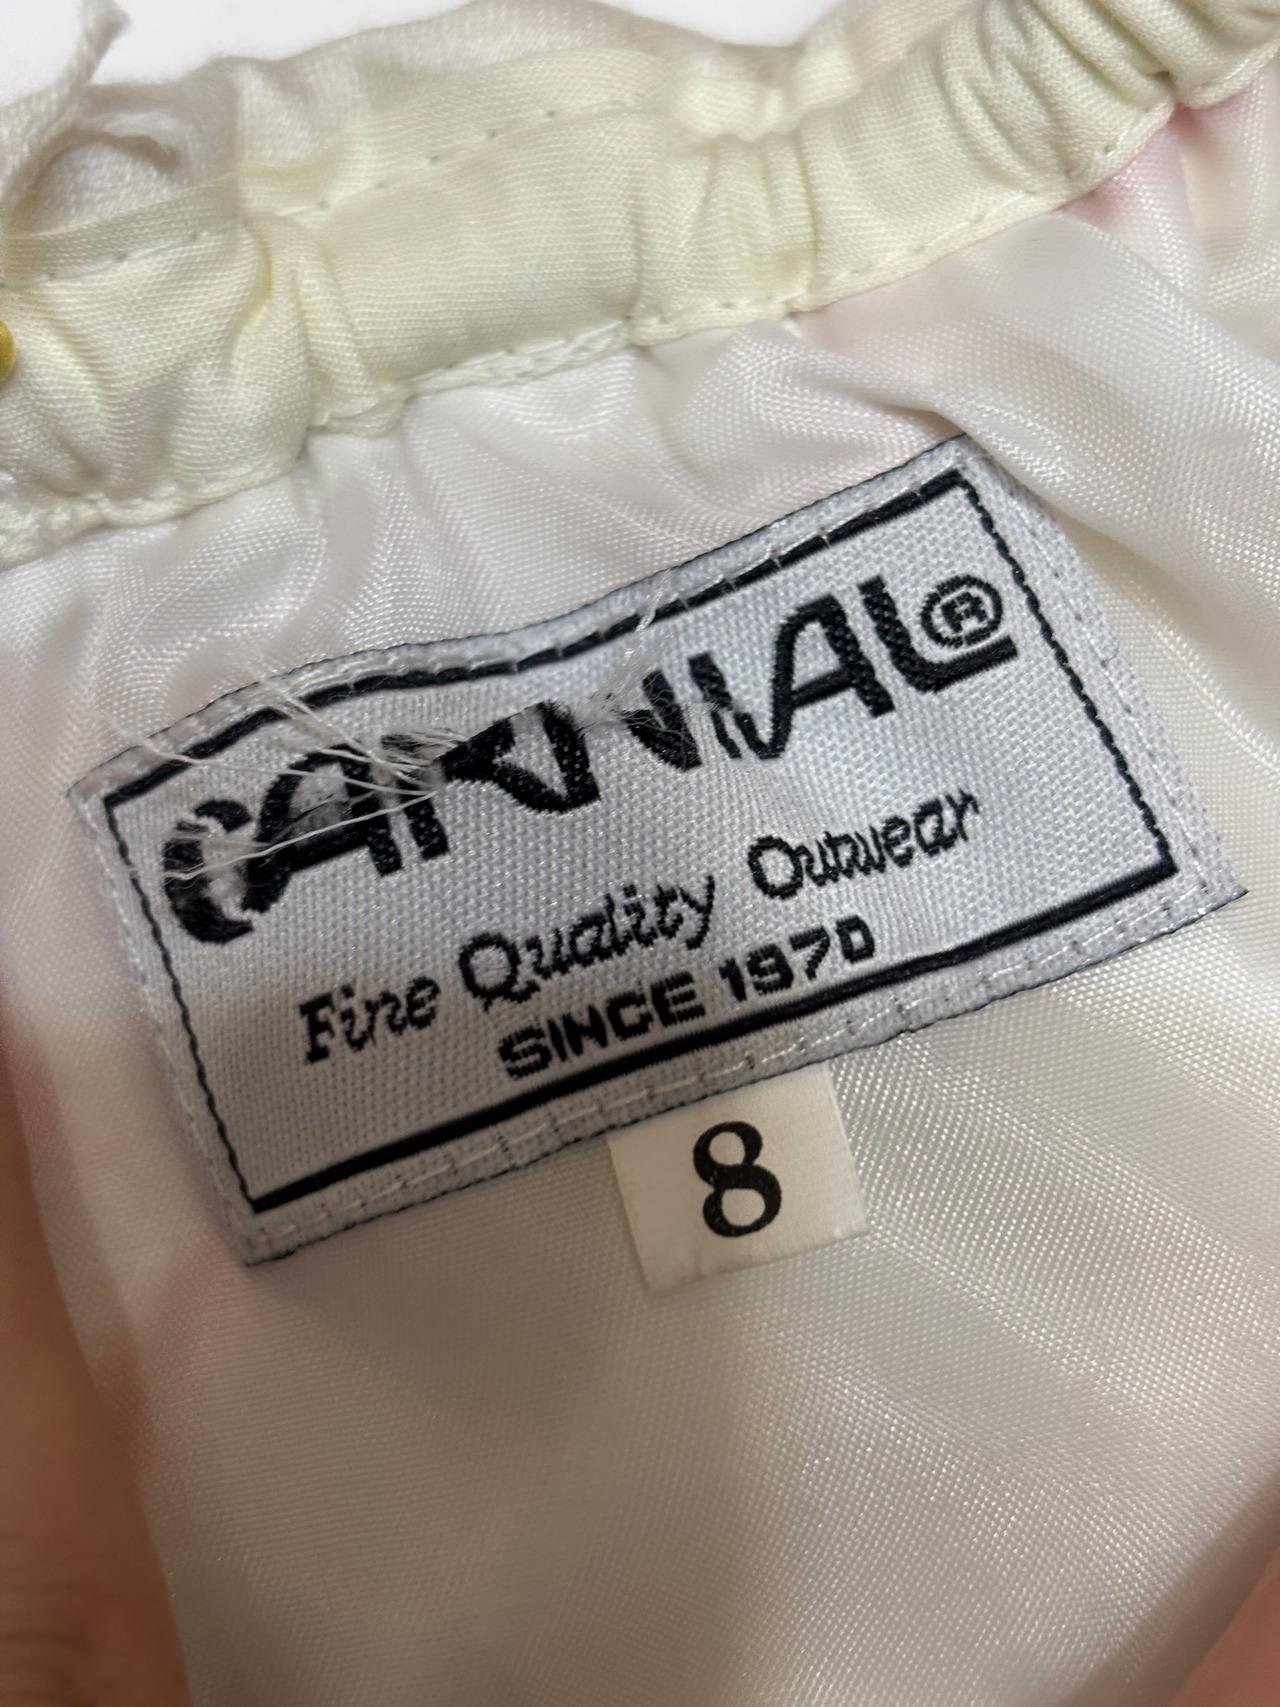 CARNIVAL®
Fine Quality Outwear
SINCE 1970
8